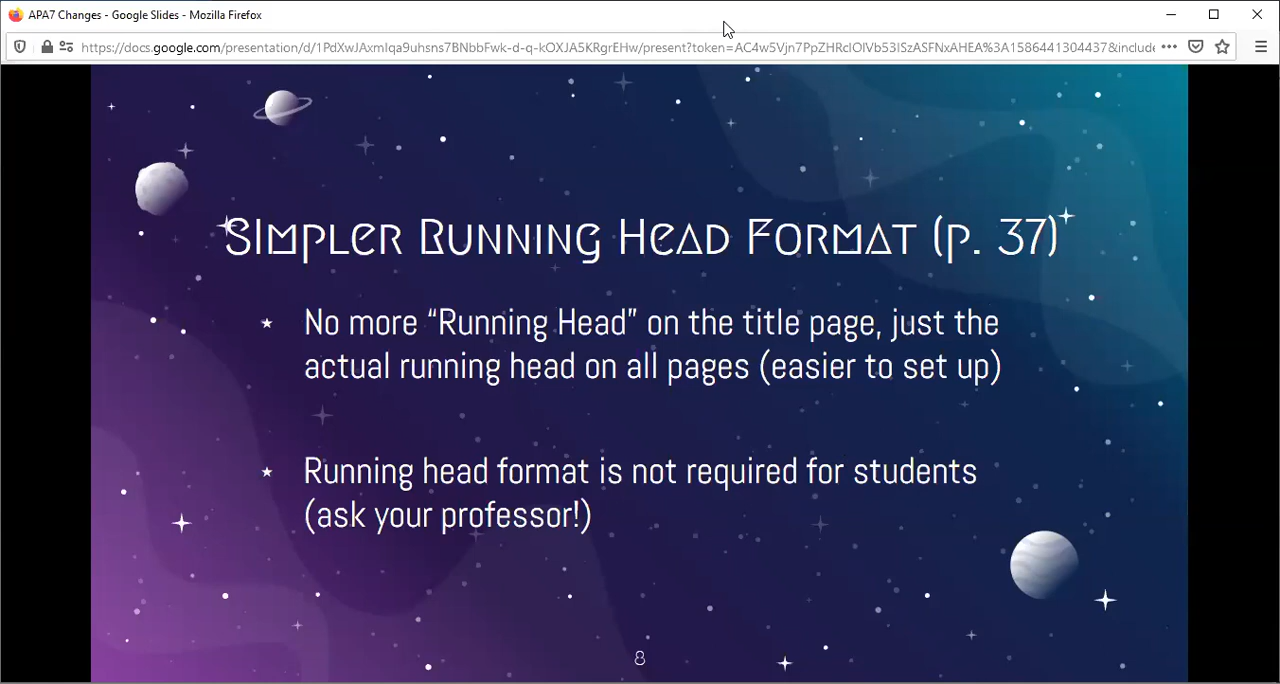 APA7 Changes - Google Slides - Mozilla Firefox
https://docs.google.com/presentation/d/1PdXwJAxmIqa9uhsns7BNbbFwk-d-q-kOXJA5KRgrEHw/present?token=AC4w5Vjn7PpZHRclOlVb53ISzASFNxAHEA%3A1586441304437&include
Simpler Running Head Format (p. 37)
No more “Running Head” on the title page, just the
actual running head on all pages (easier to set up)
Running head format is not required for students
(ask your professor!)
8